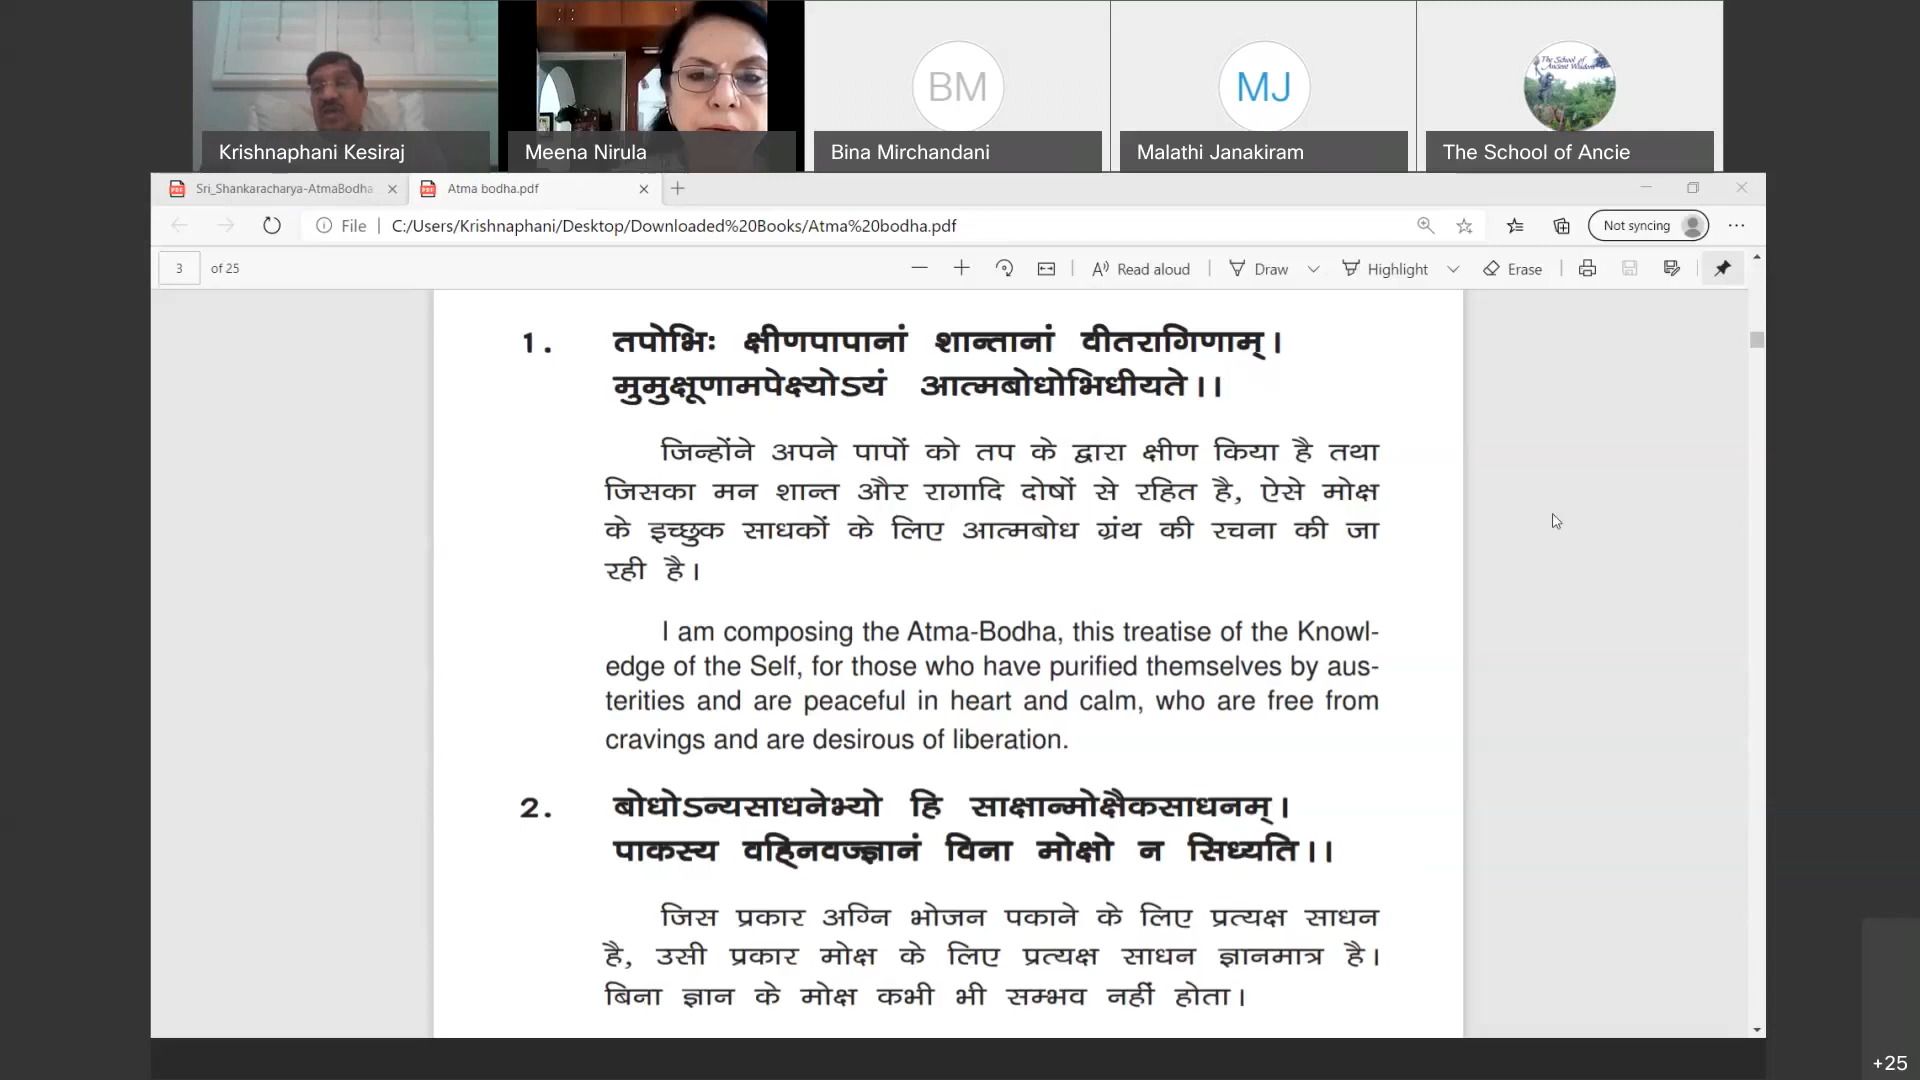 BM
MJ
The School of
Ancient Wisdom
Krishnaphani Kesiraj
Meena Nirula
Bina Mirchandani
Malathi Janakiram
The School of Ancie
Sri_Shankaracharya-AtmaBodha
Atma bodha.pdf
File
C:/Users/Krishnaphani/Desktop/Downloaded%20Books/Atma%20bodha.pdf
Not syncing
3 of 25
Read aloud
Draw
Highlight
Erase
1. तपोभिः क्षीणपापानां शान्तानां वीतरागिणाम्।
मुमुक्षूणामपेक्ष्योऽयं आत्मबोधोभिधीयते।।
जिन्होंने अपने पापों को तप के द्वारा क्षीण किया है तथा
जिसका मन शान्त और रागादि दोषों से रहित है, ऐसे मोक्ष
के इच्छुक साधकों के लिए आत्मबोध ग्रंथ की रचना की जा
रही है।
I am composing the Atma-Bodha, this treatise of the Knowl-
edge of the Self, for those who have purified themselves by aus-
terities and are peaceful in heart and calm, who are free from
cravings and are desirous of liberation.
2. बोधोऽन्यसाधनेभ्यो हि साक्षान्मोक्षैकसाधनम्।
पाकस्य वह्निवज्ज्ञानं विना मोक्षो न सिध्यति।।
जिस प्रकार अग्नि भोजन पकाने के लिए प्रत्यक्ष साधन
है, उसी प्रकार मोक्ष के लिए प्रत्यक्ष साधन ज्ञानमात्र है।
बिना ज्ञान के मोक्ष कभी भी सम्भव नहीं होता।
+25